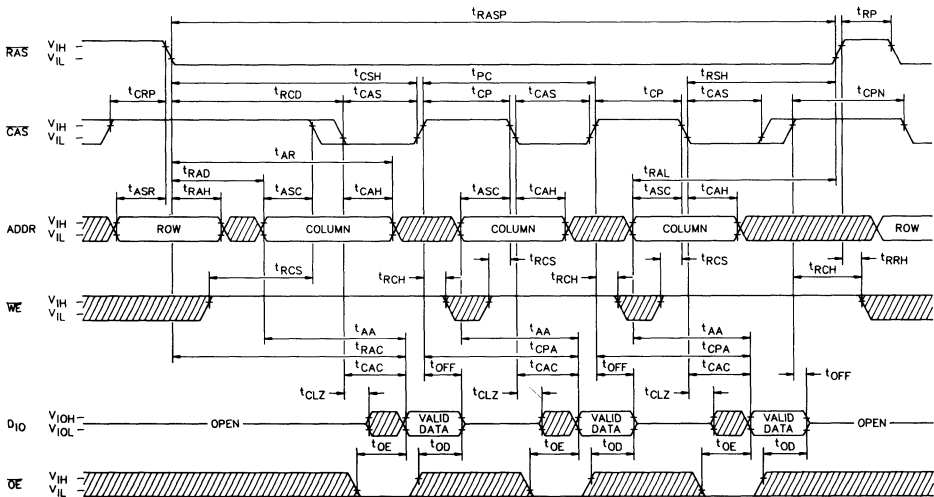 tRASP tRP
RAS VIH
VIL
tCSH tPC tRSH
tCRP tRCD tCAS tCP tCAS tCP tCAS tCPN
CAS VIH
VIL
tAR
tRAD tRAL
tASR tRAH tASC tCAH tASC tCAH tASC tCAH
ADDR VIH
VIL
ROW COLUMN COLUMN COLUMN ROW
tRCS tRCH tRCS tRCH tRCS tRCH tRRH
WE VIH
VIL
tAA tAA tAA
tRAC tCPA tCPA
tCAC tOFF tCAC tOFF tCAC tOFF
tCLZ tCLZ tCLZ
DIO VIOH
VIOL
OPEN VALID DATA VALID DATA VALID DATA OPEN
tOE tOD tOE tOD tOE tOD
OE VIH
VIL